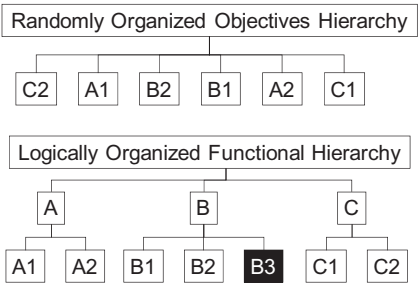 Randomly Organized Objectives Hierarchy
C2 A1 B2 B1 A2 C1
Logically Organized Functional Hierarchy
A B C
A1 A2 B1 B2 B3 C1 C2